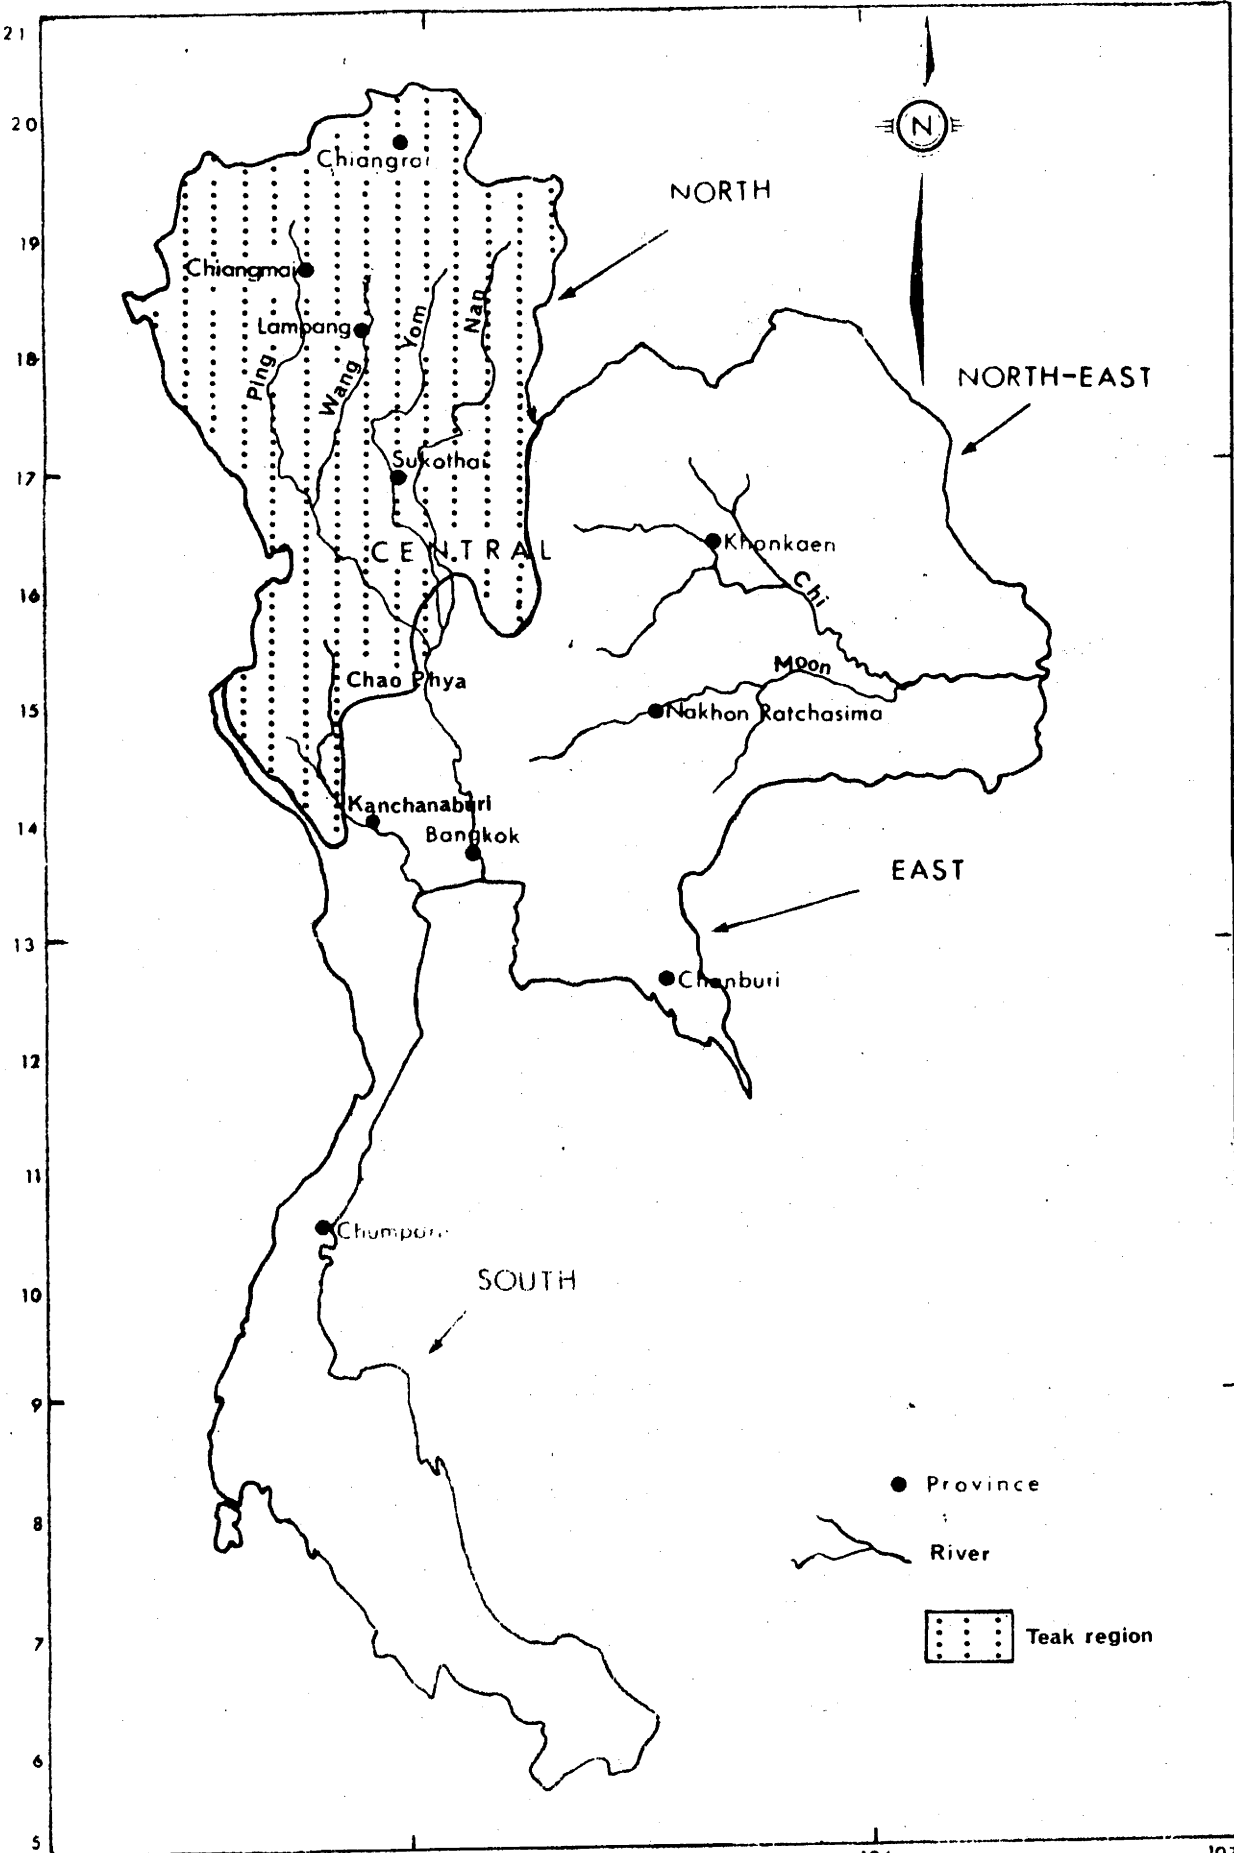 21
20
N
Chiangrai
NORTH
19
Chiangmai
Nan
Lampang
Yom
18
Ping
Wang
NORTH-EAST
Sukothai
17
CENTRAL
Khonkaen
16
Chi
Moon
Chao Phya
15
Nakhon Ratchasima
Kanchanaburi
14
Bangkok
EAST
13
Chanburi
12
11
10
SOUTH
9
Province
8
River
7
Teak region
6
5